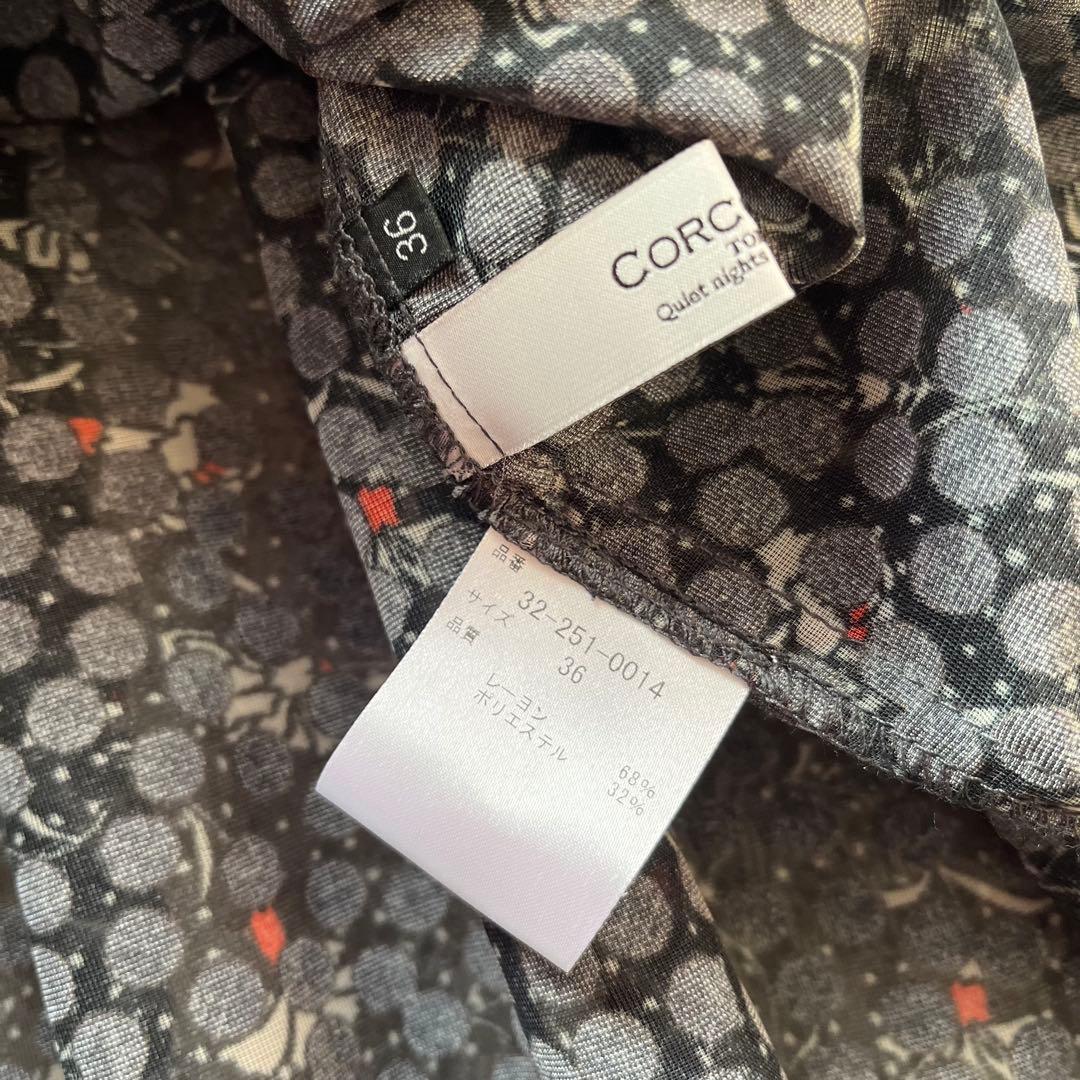 36
CORC
TO
Quiet nights
品番 32-251-0014
サイズ 36
品質
レーヨン 68%
ポリエステル 32%